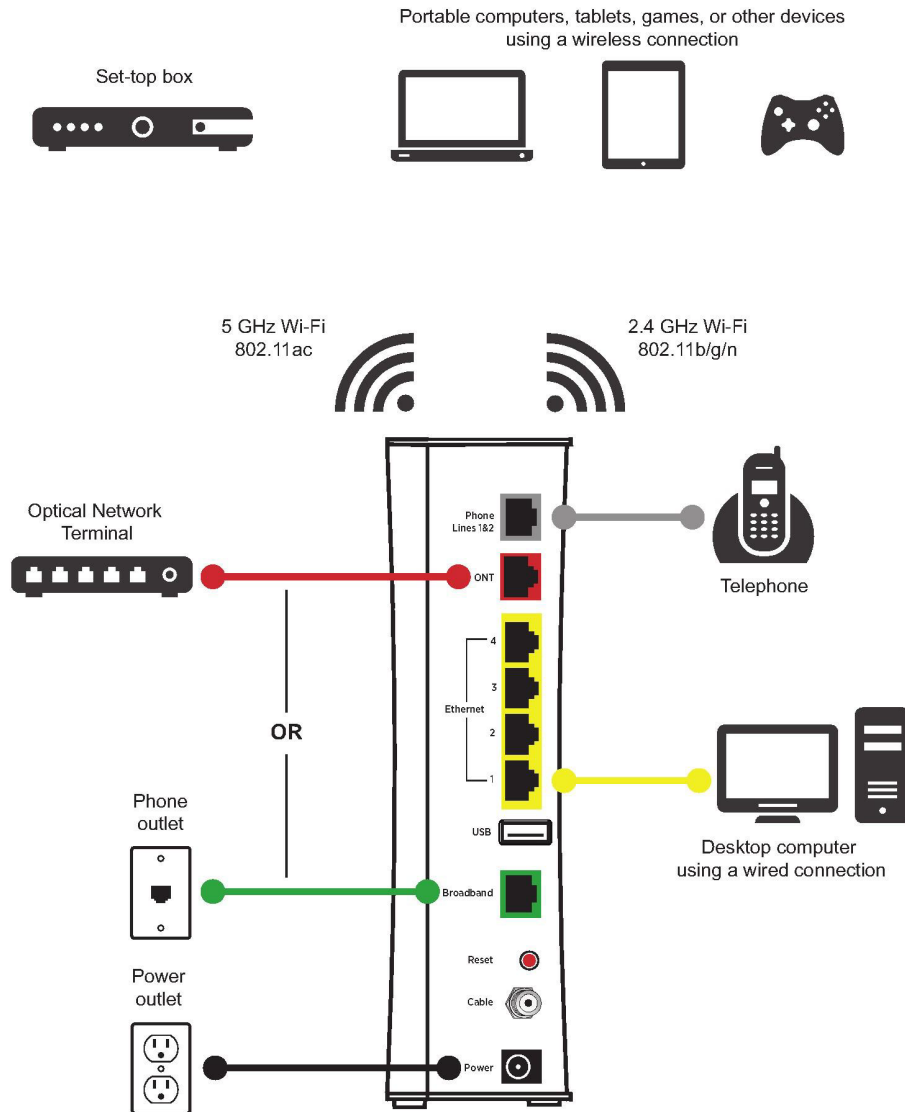 Portable computers, tablets, games, or other devices
using a wireless connection
Set-top box
5 GHz Wi-Fi
802.11ac
2.4 GHz Wi-Fi
802.11b/g/n
Phone
Lines 1&2
Optical Network
Terminal
ONT
Telephone
4
3
Ethernet
2
1
OR
Phone
outlet
USB
Desktop computer
using a wired connection
Broadband
Reset
Power
outlet
Cable
Power